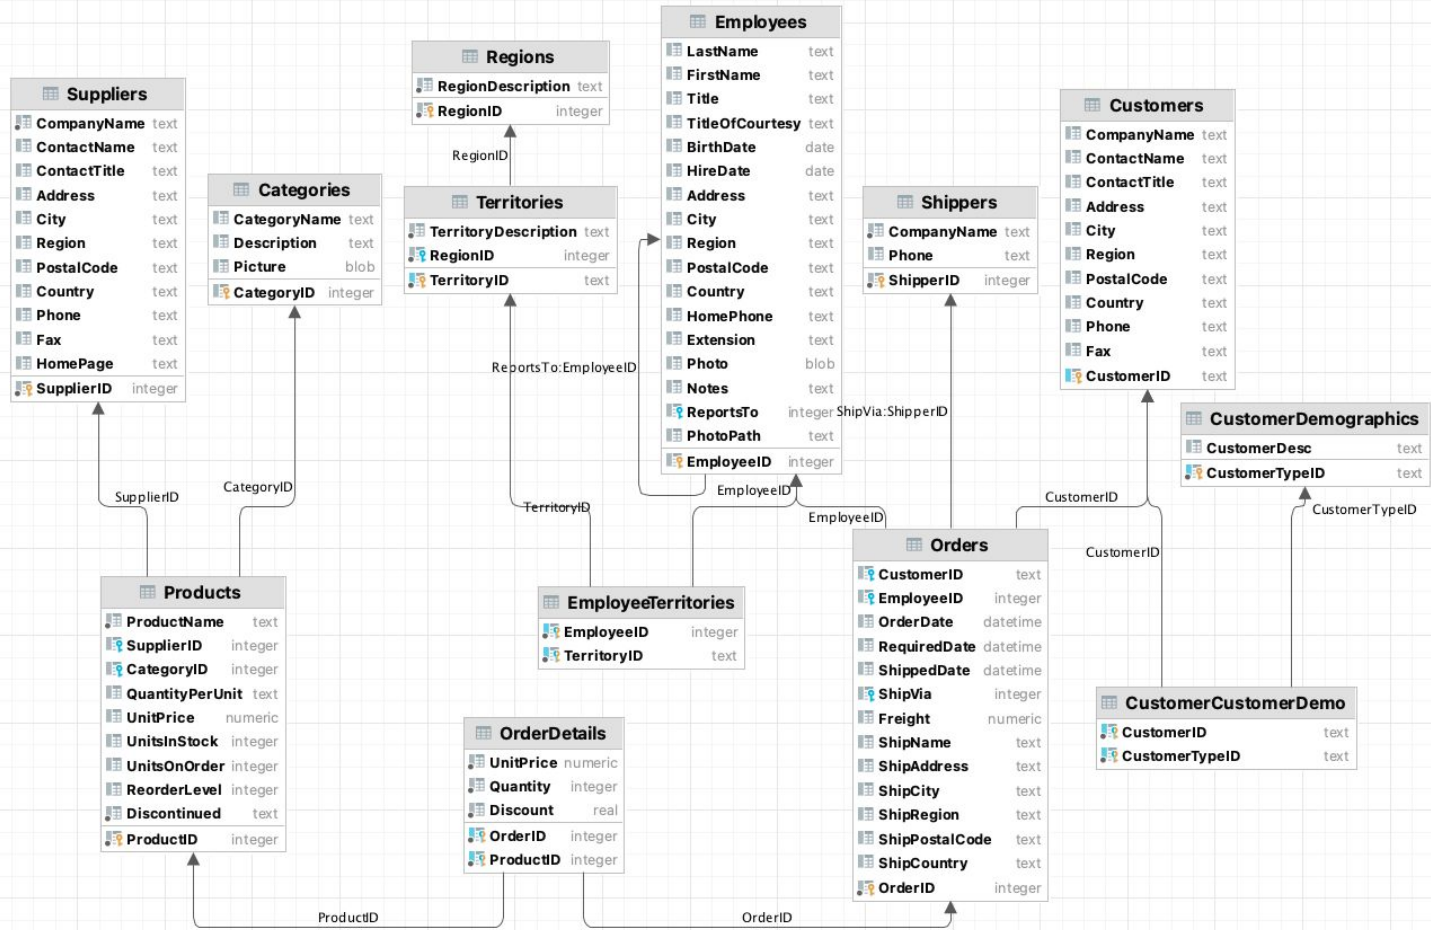 Suppliers
CompanyName text
ContactName text
ContactTitle text
Address text
City text
Region text
PostalCode text
Country text
Phone text
Fax text
HomePage text
SupplierID integer
Categories
CategoryName text
Description text
Picture blob
CategoryID integer
Regions
RegionDescription text
RegionID integer
RegionID
Territories
TerritoryDescription text
RegionID integer
TerritoryID text
Employees
LastName text
FirstName text
Title text
TitleOfCourtesy text
BirthDate date
HireDate date
Address text
City text
Region text
PostalCode text
Country text
HomePhone text
Extension text
Photo blob
Notes text
ReportsTo integer
PhotoPath text
EmployeeID integer
ReportsTo:EmployeeID
Shippers
CompanyName text
Phone text
ShipperID integer
ShipVia:ShipperID
Customers
CompanyName text
ContactName text
ContactTitle text
Address text
City text
Region text
PostalCode text
Country text
Phone text
Fax text
CustomerID text
CustomerDemographics
CustomerDesc text
CustomerTypeID text
SupplierID
CategoryID
TerritoryID
EmployeeID
EmployeeID
CustomerID
CustomerTypeID
CustomerID
Products
ProductName text
SupplierID integer
CategoryID integer
QuantityPerUnit text
UnitPrice numeric
UnitsInStock integer
UnitsOnOrder integer
ReorderLevel integer
Discontinued text
ProductID integer
EmployeeTerritories
EmployeeID integer
TerritoryID text
OrderDetails
UnitPrice numeric
Quantity integer
Discount real
OrderID integer
ProductID integer
Orders
CustomerID text
EmployeeID integer
OrderDate datetime
RequiredDate datetime
ShippedDate datetime
ShipVia integer
Freight numeric
ShipName text
ShipAddress text
ShipCity text
ShipRegion text
ShipPostalCode text
ShipCountry text
OrderID integer
CustomerCustomerDemo
CustomerID text
CustomerTypeID text
ProductID
OrderID